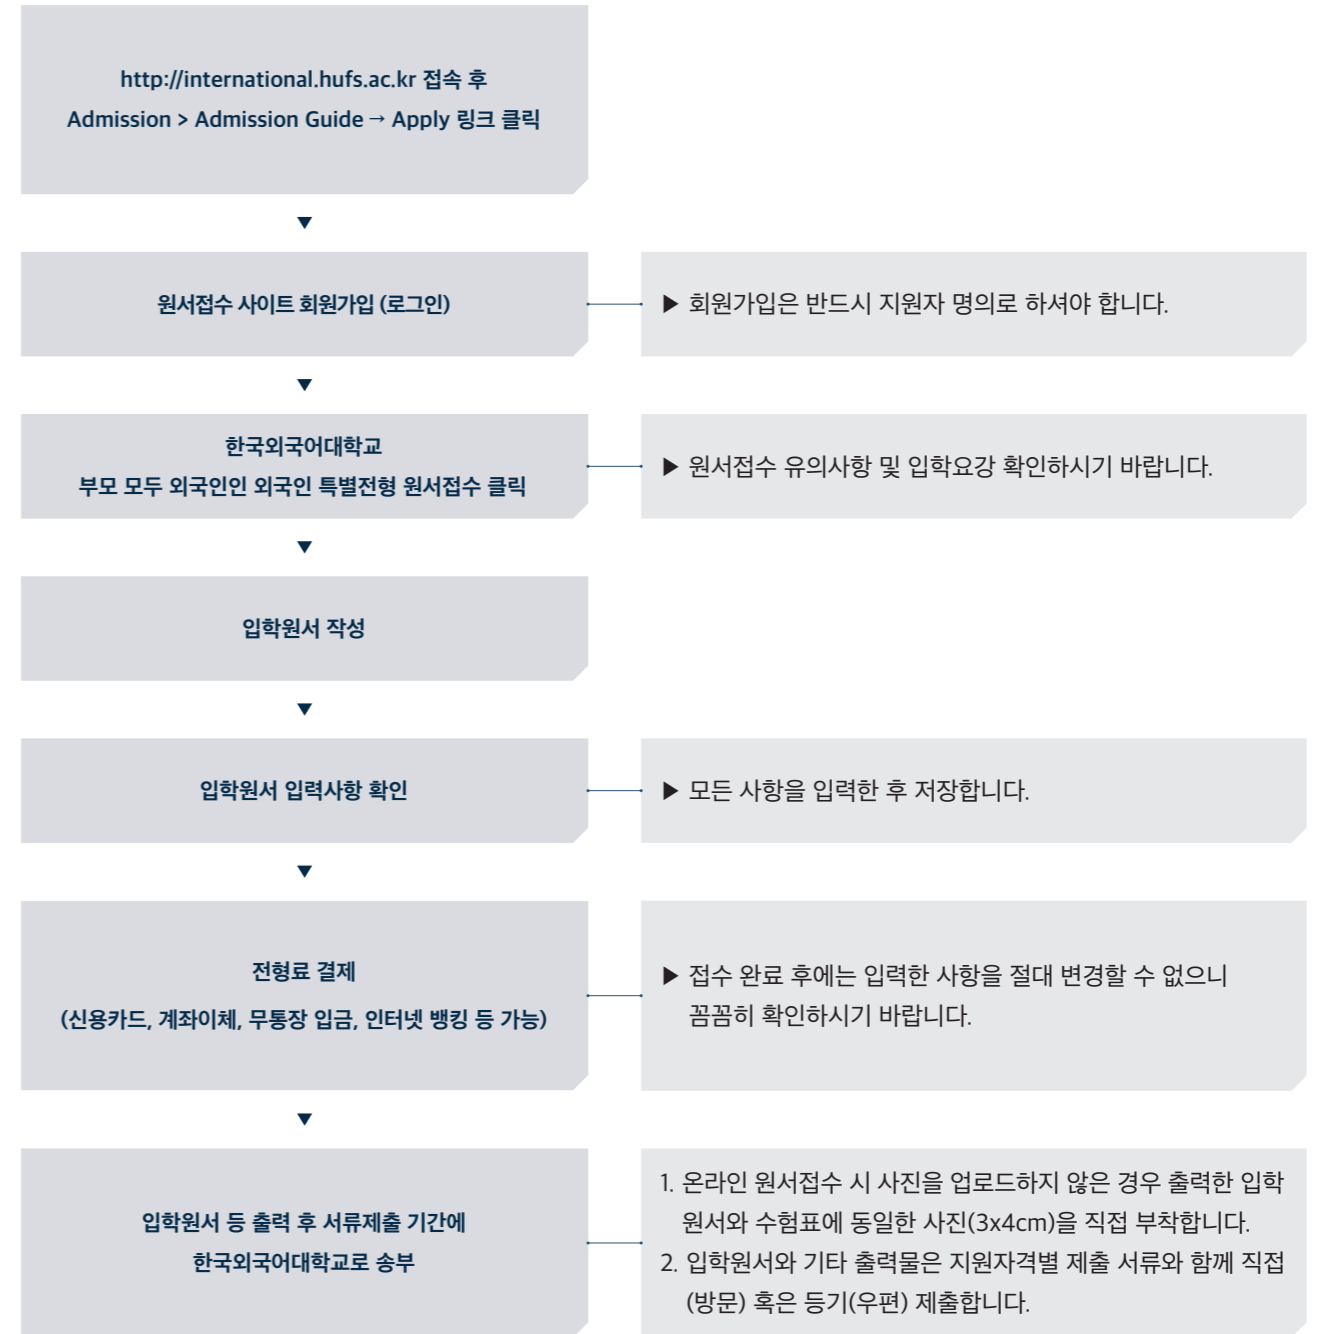 http://international.hufs.ac.kr 접속 후
Admission > Admission Guide → Apply 링크 클릭
▼
원서접수 사이트 회원가입 (로그인)
▶ 회원가입은 반드시 지원자 명의로 하셔야 합니다.
▼
한국외국어대학교
부모 모두 외국인인 외국인 특별전형 원서접수 클릭
▶ 원서접수 유의사항 및 입학요강 확인하시기 바랍니다.
▼
입학원서 작성
▼
입학원서 입력사항 확인
▶ 모든 사항을 입력한 후 저장합니다.
▼
전형료 결제
(신용카드, 계좌이체, 무통장 입금, 인터넷 뱅킹 등 가능)
▶ 접수 완료 후에는 입력한 사항을 절대 변경할 수 없으니
꼼꼼히 확인하시기 바랍니다.
▼
입학원서 등 출력 후 서류제출 기간에
한국외국어대학교로 송부
1. 온라인 원서접수 시 사진을 업로드하지 않은 경우 출력한 입학
원서와 수험표에 동일한 사진(3x4cm)을 직접 부착합니다.
2. 입학원서와 기타 출력물은 지원자격별 제출 서류와 함께 직접
(방문) 혹은 등기(우편) 제출합니다.